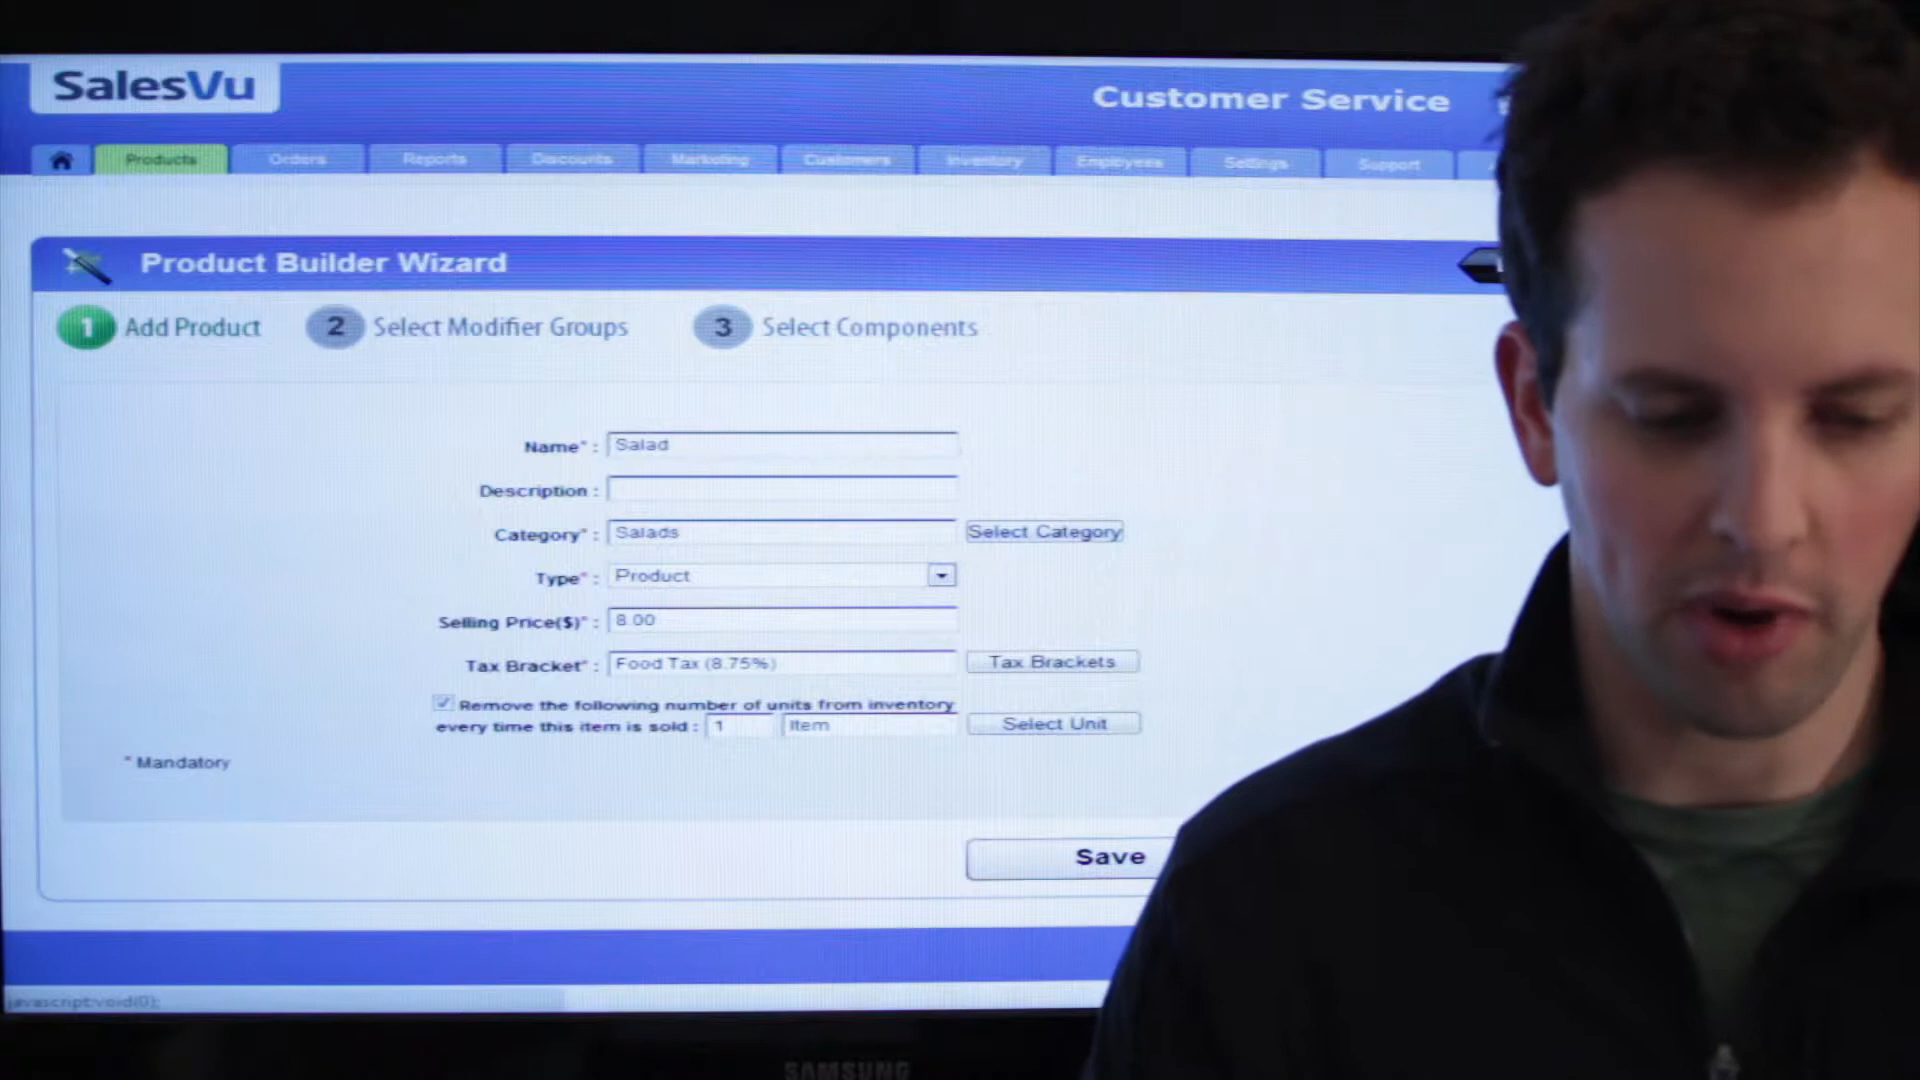 SalesVu
Customer Service
Products Orders Reports Discounts Marketing Customers Inventory Employees Settings Support
Product Builder Wizard
1 Add Product 2 Select Modifier Groups 3 Select Components
Name* : Salad
Description :
Category* : Salads Select Category
Type* : Product
Selling Price($)* : 8.00
Tax Bracket* : Food Tax (8.75%) Tax Brackets
Remove the following number of units from inventory
every time this item is sold : 1 Item Select Unit
* Mandatory
Save
javascript:void(0);
SAMSUNG